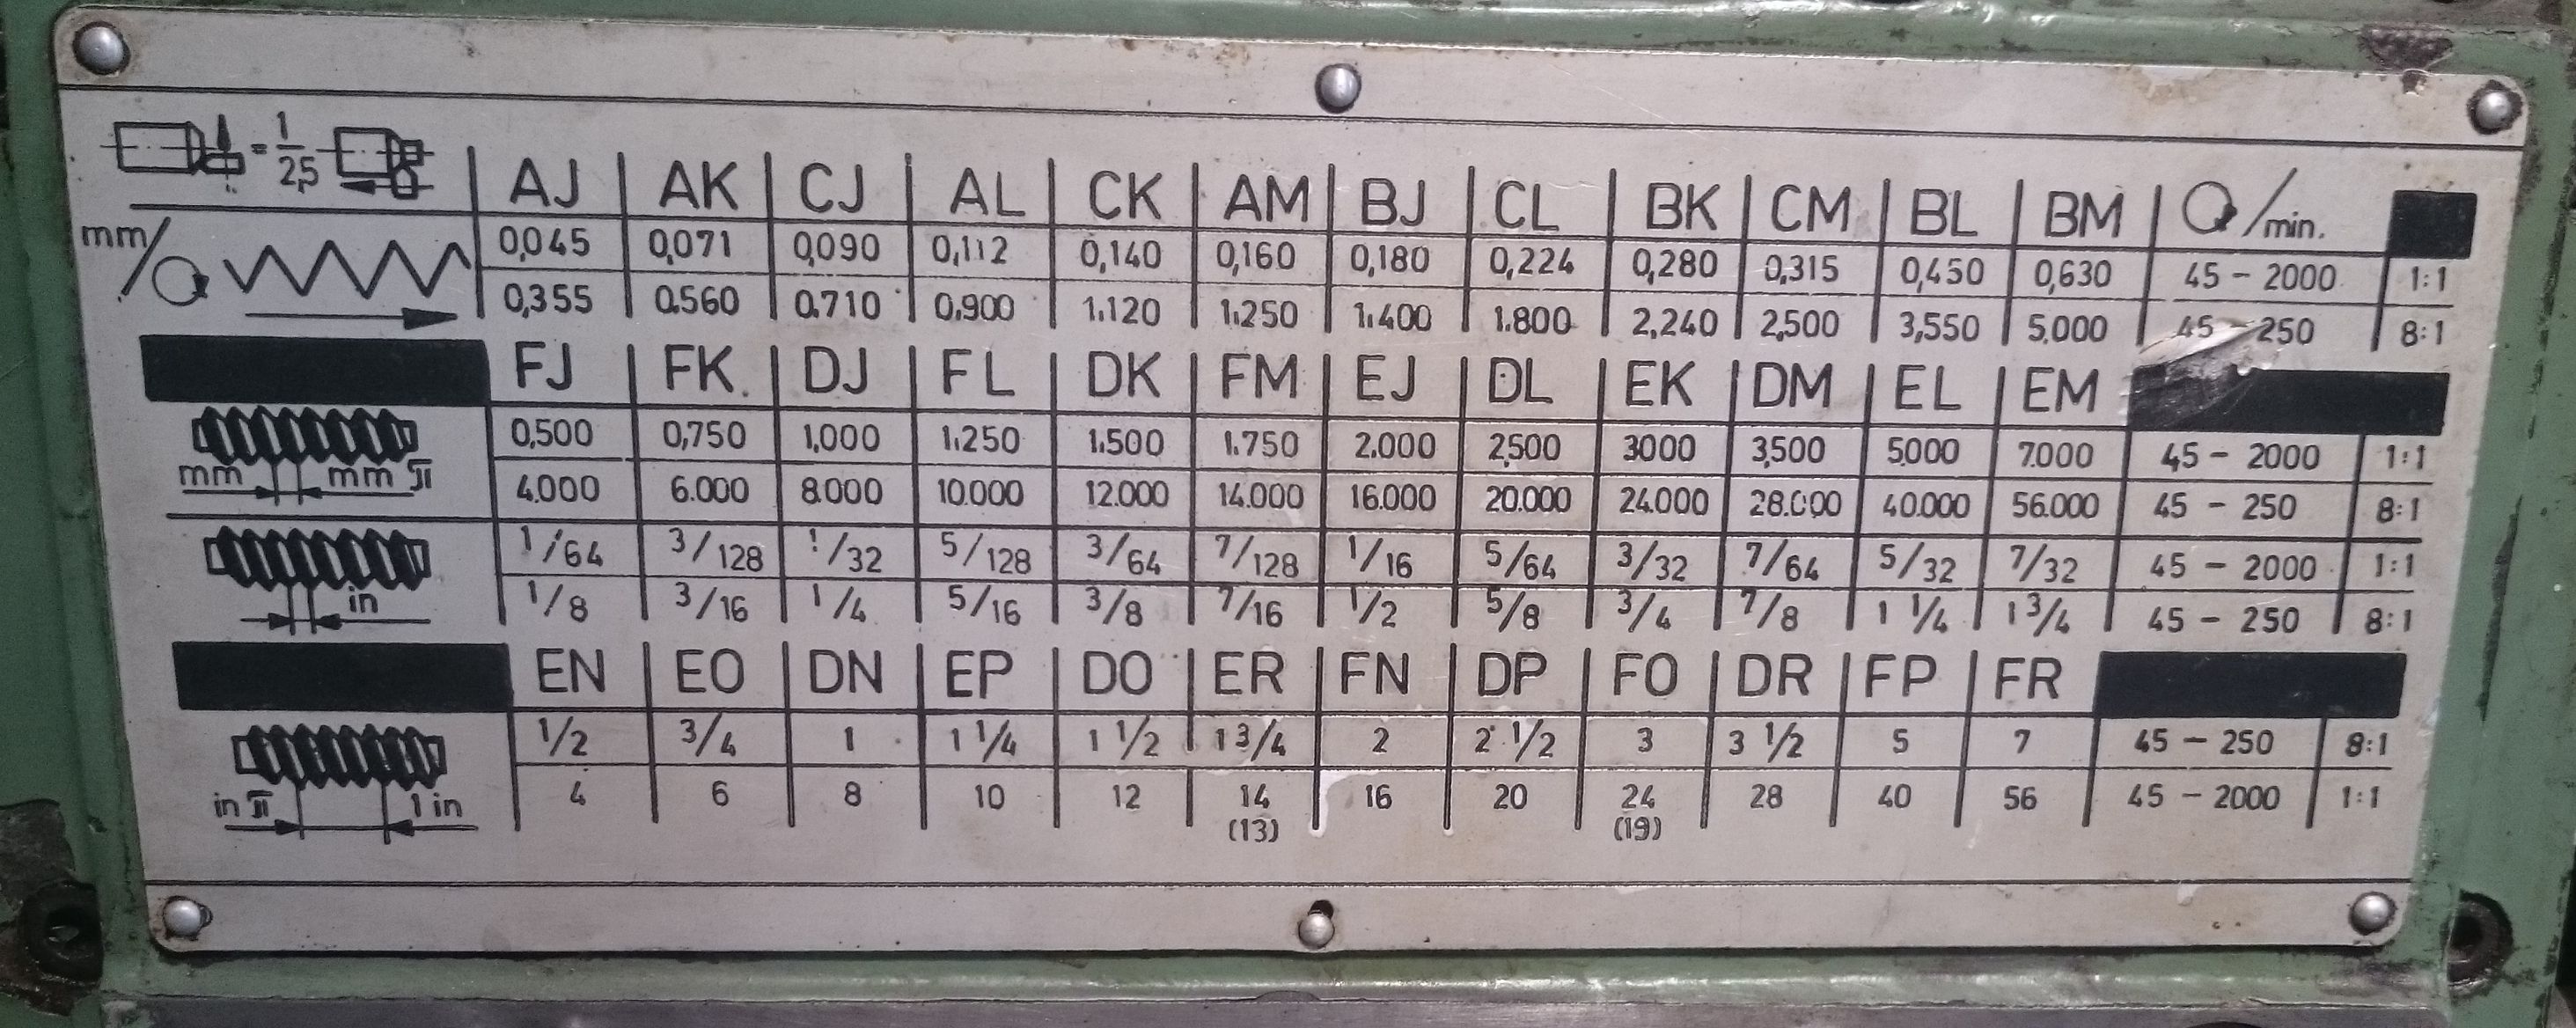 = 1/2,5 AJ AK CJ AL CK AM BJ CL BK CM BL BM /min.
mm/ 0,045 0,071 0,090 0,112 0,140 0,160 0,180 0,224 0,280 0,315 0,450 0,630 45 - 2000 1:1
0,355 0.560 0.710 0.900 1.120 1.250 1.400 1.800 2,240 2,500 3,550 5.000 45 - 250 8:1
FJ FK DJ FL DK FM EJ DL EK DM EL EM
0,500 0,750 1,000 1.250 1.500 1.750 2.000 2,500 3000 3,500 5000 7.000 45 - 2000 1:1
mm mm π 4.000 6.000 8.000 10.000 12.000 14.000 16.000 20.000 24.000 28.000 40.000 56.000 45 - 250 8:1
1/64 3/128 1/32 5/128 3/64 7/128 1/16 5/64 3/32 7/64 5/32 7/32 45 - 2000 1:1
in 1/8 3/16 1/4 5/16 3/8 7/16 1/2 5/8 3/4 7/8 1 1/4 1 3/4 45 - 250 8:1
EN EO DN EP DO ER FN DP FO DR FP FR
1/2 3/4 1 1 1/4 1 1/2 1 3/4 2 2 1/2 3 3 1/2 5 7 45 - 250 8:1
in π 1 in 4 6 8 10 12 14 16 20 24 28 40 56 45 - 2000 1:1
(13) (19)